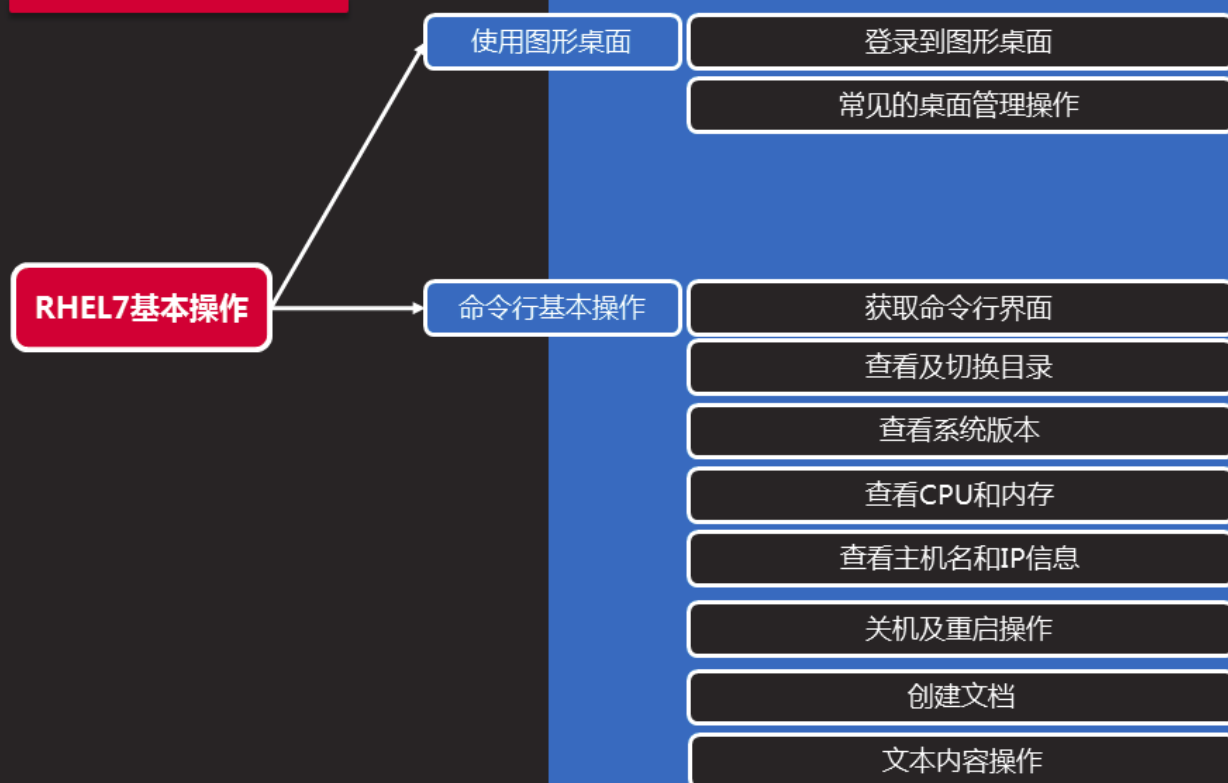 使用图形桌面
登录到图形桌面
常见的桌面管理操作
RHEL7基本操作
命令行基本操作
获取命令行界面
查看及切换目录
查看系统版本
查看CPU和内存
查看主机名和IP信息
关机及重启操作
创建文档
文本内容操作